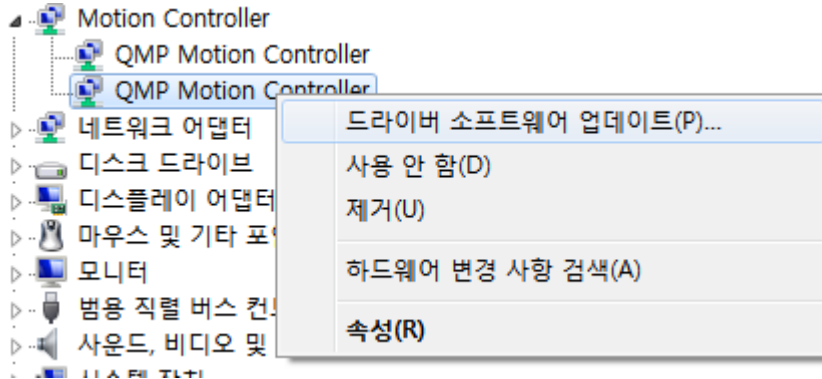 Motion Controller
QMP Motion Controller
QMP Motion Controller
네트워크 어댑터
디스크 드라이브
디스플레이 어댑터
마우스 및 기타
모니터
범용 직렬 버스
사운드, 비디오 및
드라이버 소프트웨어 업데이트(P)...
사용 안 함(D)
제거(U)
하드웨어 변경 사항 검색(A)
속성(R)